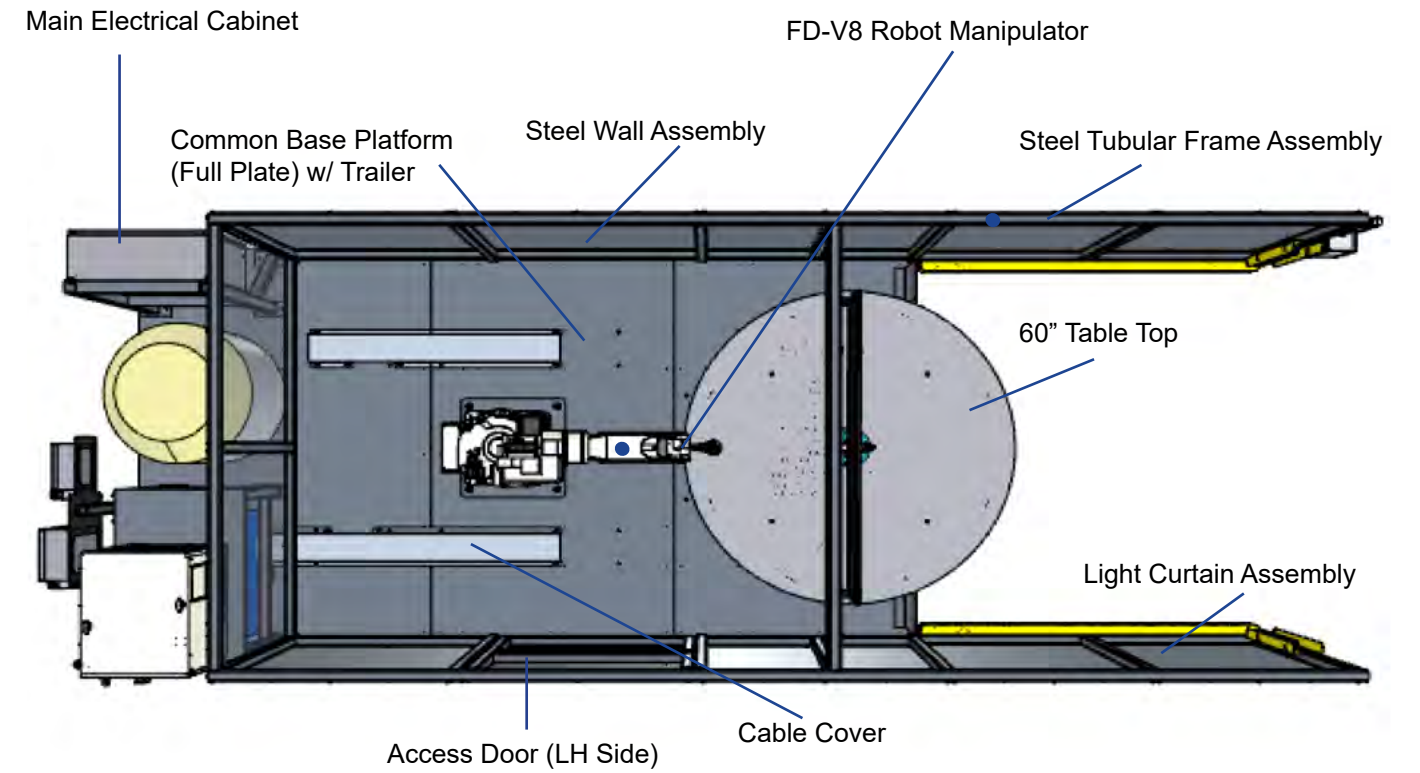 Main Electrical Cabinet
FD-V8 Robot Manipulator
Common Base Platform
(Full Plate) w/ Trailer
Steel Wall Assembly
Steel Tubular Frame Assembly
60” Table Top
Light Curtain Assembly
Cable Cover
Access Door (LH Side)